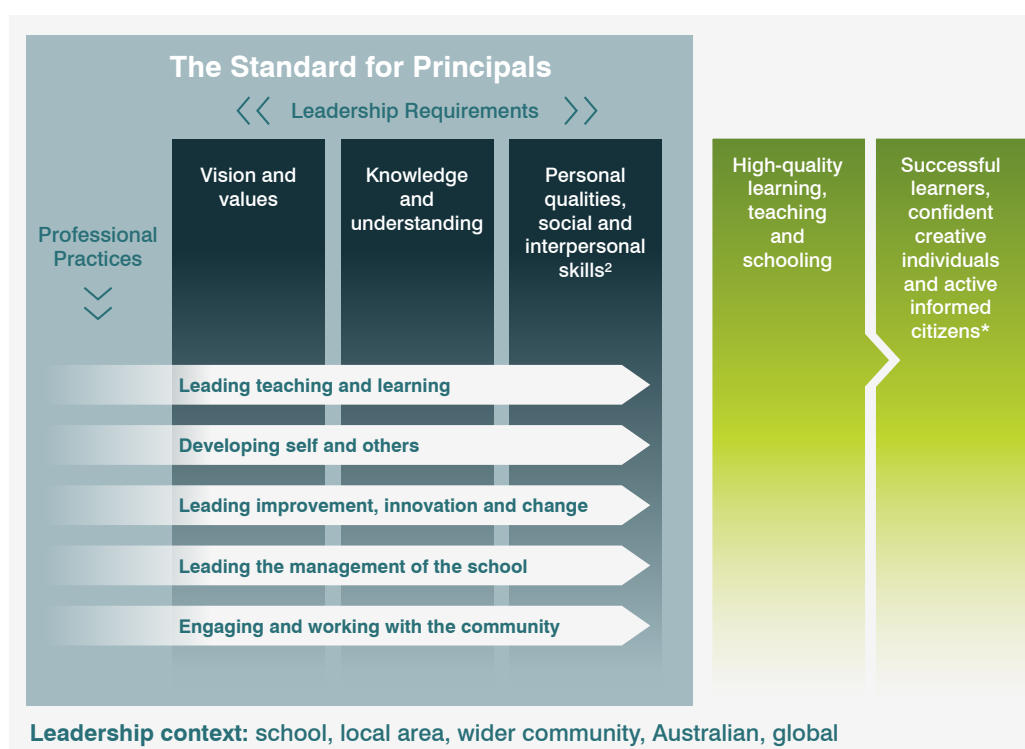 The Standard for Principals
Leadership Requirements
Professional
Practices
Vision and
values
Knowledge
and
understanding
Personal
qualities,
social and
interpersonal
skills²
Leading teaching and learning
Developing self and others
Leading improvement, innovation and change
Leading the management of the school
Engaging and working with the community
High-quality
learning,
teaching
and
schooling
Successful
learners,
confident
creative
individuals
and active
informed
citizens*
Leadership context: school, local area, wider community, Australian, global